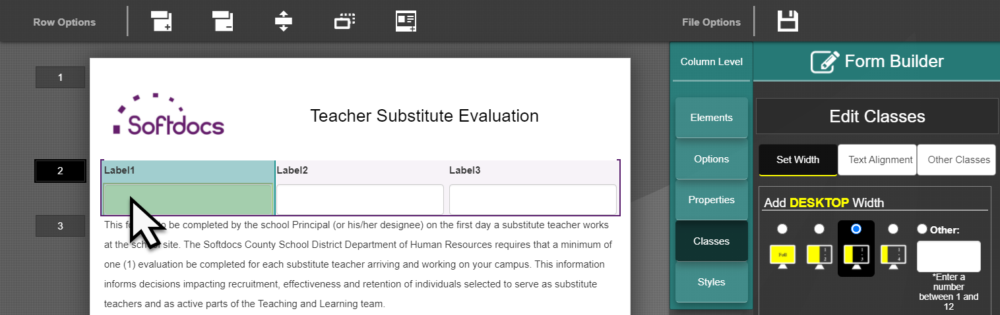 Row Options
File Options
Column Level
Form Builder
1
Softdocs
Teacher Substitute Evaluation
Elements
Edit Classes
Options
Set Width
Text Alignment
Other Classes
2
Label1
Label2
Label3
Properties
Add DESKTOP Width
3
This to be completed by the school Principal (or his/her designee) on the first day a substitute teacher works
at the school site. The Softdocs County School District Department of Human Resources requires that a minimum of
one (1) evaluation be completed for each substitute teacher arriving and working on your campus. This information
informs decisions impacting recruitment, effectiveness and retention of individuals selected to serve as substitute
teachers and as active parts of the Teaching and Learning team.
Classes
Styles
Other:
Full
1 - 2
1 - 3
1 - 4
*Enter a
number
between 1 and
12